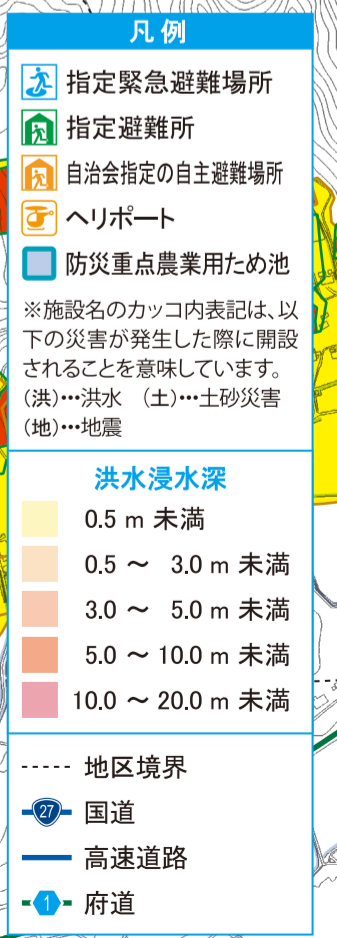 凡例
指定緊急避難場所
指定避難所
自治会指定の自主避難場所
ヘリポート
防災重点農業用ため池
※施設名のカッコ内表記は、以
下の災害が発生した際に開設
されることを意味しています。
(洪)…洪水 (土)…土砂災害
(地)…地震
洪水浸水深
0.5 m 未満
0.5 ～ 3.0 m 未満
3.0 ～ 5.0 m 未満
5.0 ～ 10.0 m 未満
10.0 ～ 20.0 m 未満
地区境界
27 国道
高速道路
1 府道